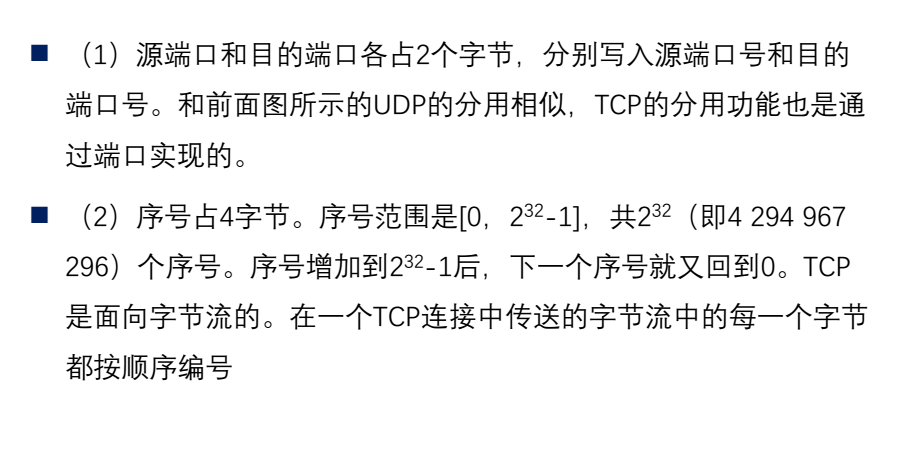 ■ （1）源端口和目的端口各占2个字节，分别写入源端口号和目的
端口号。和前面图所示的UDP的分用相似，TCP的分用功能也是通
过端口实现的。
■ （2）序号占4字节。序号范围是[0，2³²-1]，共2³²（即4 294 967
296）个序号。序号增加到2³²-1后，下一个序号就又回到0。TCP
是面向字节流的。在一个TCP连接中传送的字节流中的每一个字节
都按顺序编号